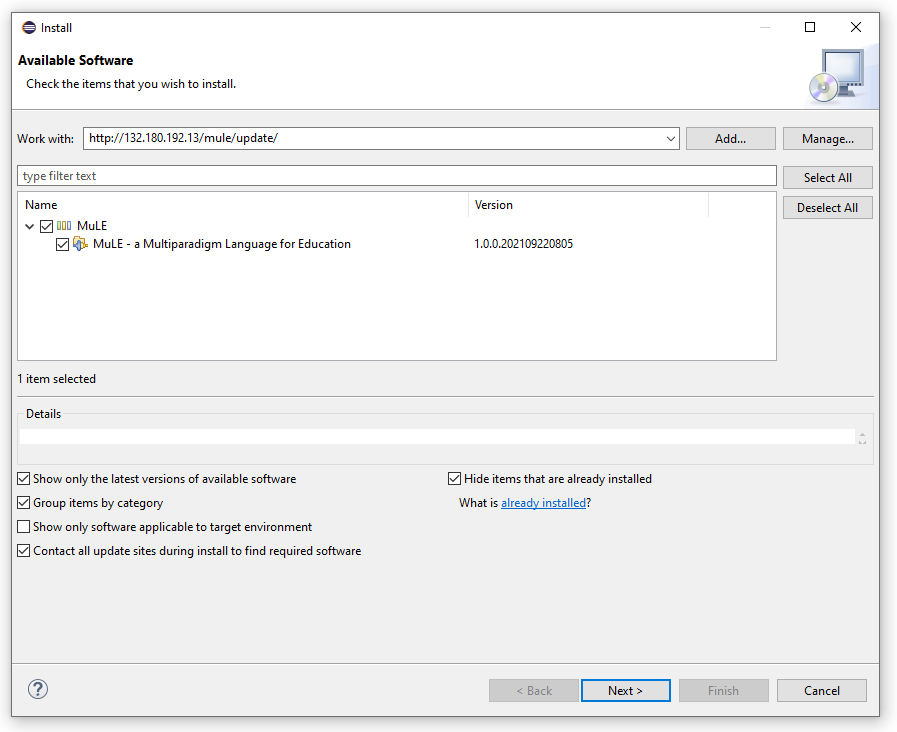 Install
Available Software
Check the items that you wish to install.
Work with: http://132.180.192.13/mule/update/ Add... Manage...
type filter text Select All
Name Version Deselect All
MuLE
MuLE - a Multiparadigm Language for Education 1.0.0.202109220805
1 item selected
Details
Show only the latest versions of available software Hide items that are already installed
Group items by category What is already installed?
Show only software applicable to target environment
Contact all update sites during install to find required software
? < Back Next > Finish Cancel